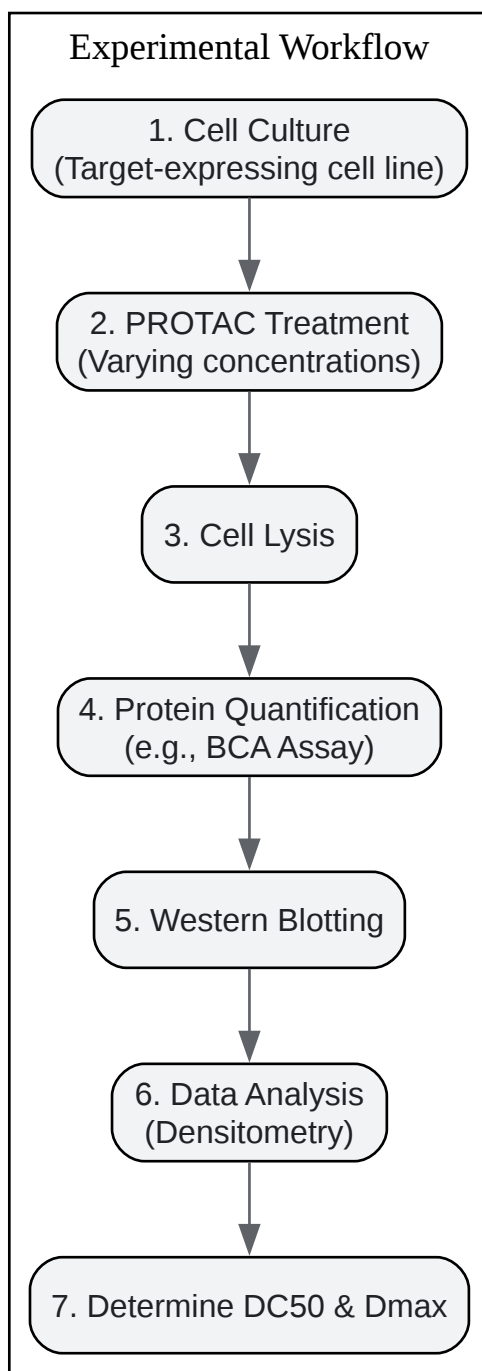 Experimental Workflow
1. Cell Culture
(Target-expressing cell line)
2. PROTAC Treatment
(Varying concentrations)
3. Cell Lysis
4. Protein Quantification
(e.g., BCA Assay)
5. Western Blotting
6. Data Analysis
(Densitometry)
7. Determine DC50 & Dmax